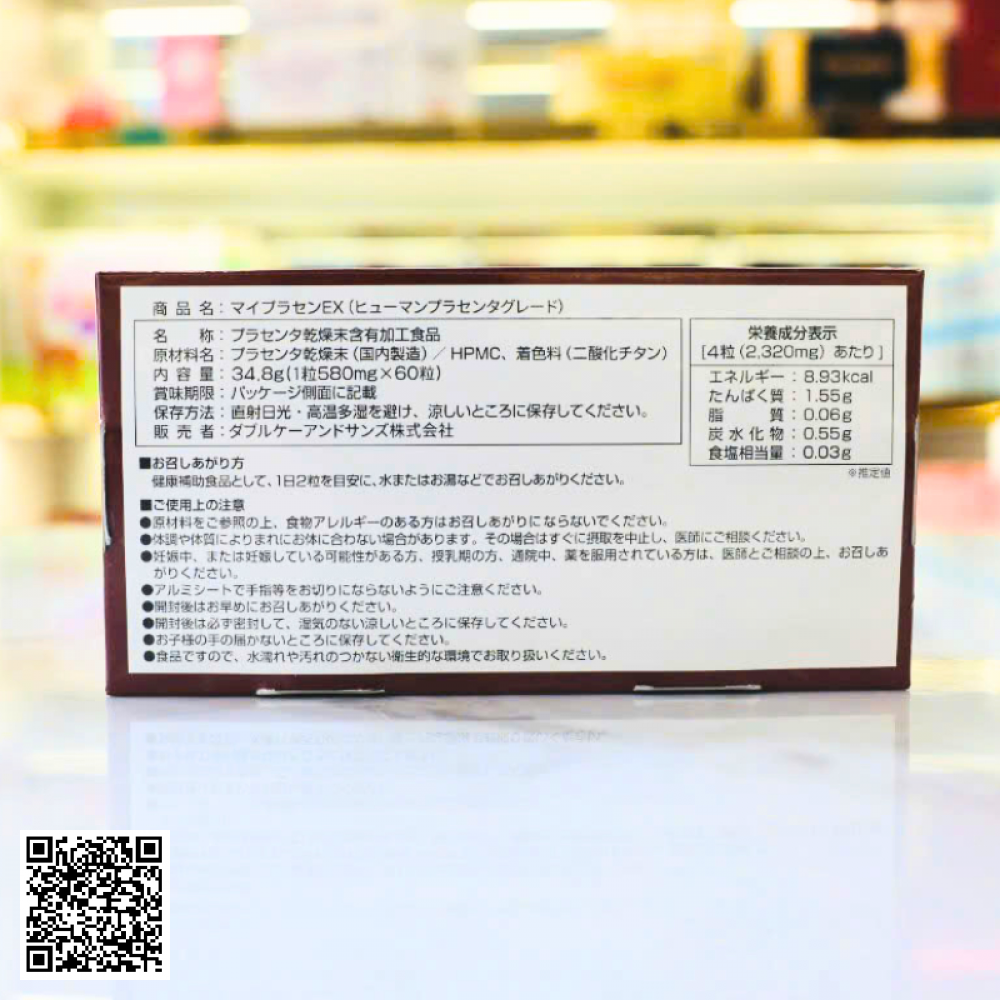 商品名：マイプラセンEX（ヒューマンプラセンタグレード）
名称：プラセンタ乾燥末含有加工食品
原材料名：プラセンタ乾燥末（国内製造）／HPMC、着色料（二酸化チタン）
内容量：34.8g（1粒580mg×60粒）
賞味期限：パッケージ側面に記載
保存方法：直射日光・高温多湿を避け、涼しいところに保存してください。
販売者：ダブルケーアンドサンズ株式会社
栄養成分表示
［4粒（2,320mg）あたり］
エネルギー：8.93kcal
たんぱく質：1.55g
脂質：0.06g
炭水化物：0.55g
食塩相当量：0.03g
※推定値
■お召しあがり方
健康補助食品として、1日2粒を目安に、水またはお湯などでお召しあがりください。
■ご使用上の注意
●原材料をご参照の上、食物アレルギーのある方はお召しあがりにならないでください。
●体調や体質によりまれにお体に合わない場合があります。その場合はすぐに摂取を中止し、医師にご相談ください。
●妊娠中、または妊娠している可能性がある方、授乳期の方、通院中、薬を服用されている方は、医師とご相談の上、お召しあ
がりください。
●アルミシートで手指等をお切りにならないようにご注意ください。
●開封後はお早めにお召しあがりください。
●開封後は必ず密封して、湿気のない涼しいところに保存してください。
●お子様の手の届かないところに保存してください。
●食品ですので、水濡れや汚れのつかない衛生的な環境でお取り扱いください。